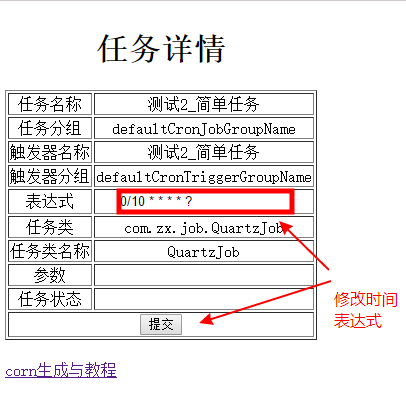 任务详情
任务名称 测试2_简单任务
任务分组 defaultCronJobGroupName
触发器名称 测试2_简单任务
触发器分组 defaultCronTriggerGroupName
表达式 0/10 * * * * ?
任务类 com.zx.job.QuartzJob
任务类名称 QuartzJob
参数
任务状态
提交
修改时间
表达式
corn生成与教程